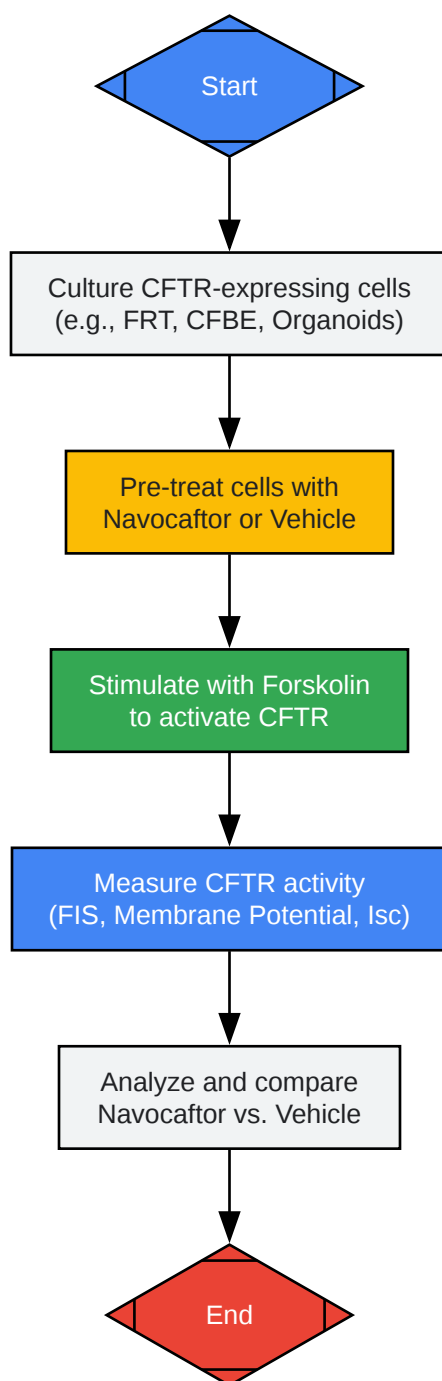 Start
Culture CFTR-expressing cells
(e.g., FRT, CFBE, Organoids)
Pre-treat cells with
Navocaftor or Vehicle
Stimulate with Forskolin
to activate CFTR
Measure CFTR activity
(FIS, Membrane Potential, Isc)
Analyze and compare
Navocaftor vs. Vehicle
End